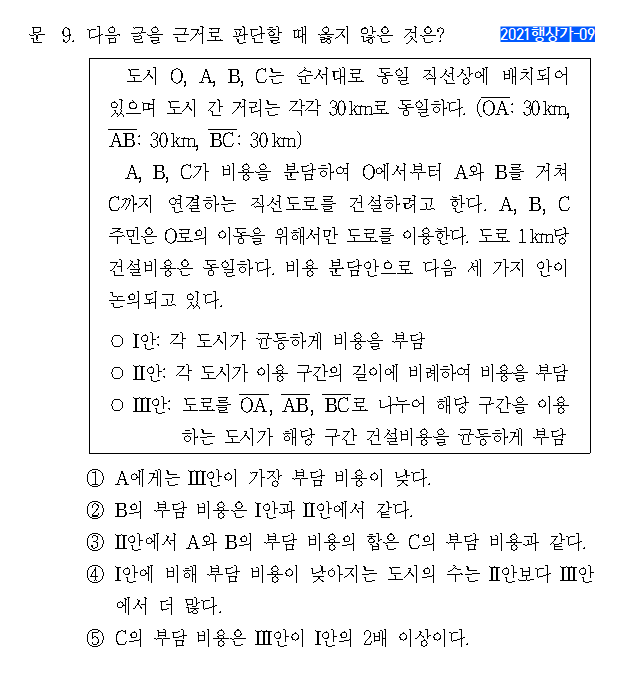 문 9. 다음 글을 근거로 판단할 때 옳지 않은 것은? 2021행상가-09
도시 O, A, B, C는 순서대로 동일 직선상에 배치되어
있으며 도시 간 거리는 각각 30km로 동일하다. (OA: 30km,
AB: 30km, BC: 30km)
A, B, C가 비용을 분담하여 O에서부터 A와 B를 거쳐
C까지 연결하는 직선도로를 건설하려고 한다. A, B, C
주민은 O로의 이동을 위해서만 도로를 이용한다. 도로 1km당
건설비용은 동일하다. 비용 분담안으로 다음 세 가지 안이
논의되고 있다.
○ Ⅰ안: 각 도시가 균등하게 비용을 부담
○ Ⅱ안: 각 도시가 이용 구간의 길이에 비례하여 비용을 부담
○ Ⅲ안: 도로를 OA, AB, BC로 나누어 해당 구간을 이용
하는 도시가 해당 구간 건설비용을 균등하게 부담
① A에게는 Ⅲ안이 가장 부담 비용이 낮다.
② B의 부담 비용은 Ⅰ안과 Ⅱ안에서 같다.
③ Ⅱ안에서 A와 B의 부담 비용의 합은 C의 부담 비용과 같다.
④ Ⅰ안에 비해 부담 비용이 낮아지는 도시의 수는 Ⅱ안보다 Ⅲ안
에서 더 많다.
⑤ C의 부담 비용은 Ⅲ안이 Ⅰ안의 2배 이상이다.